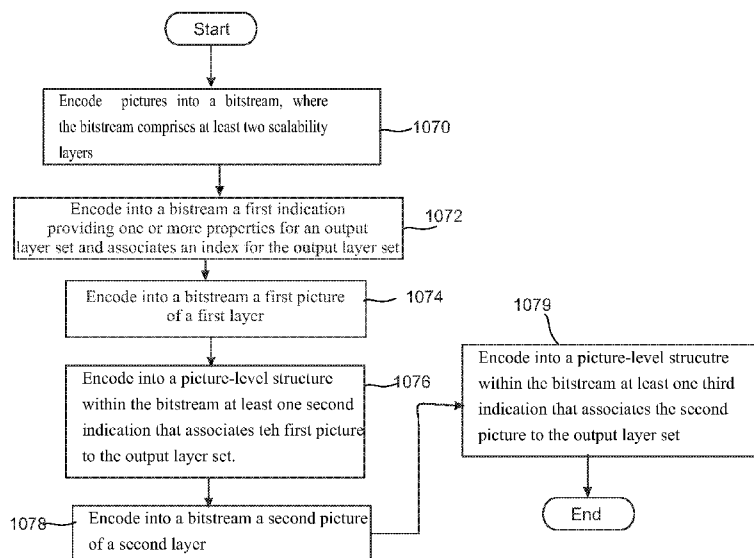 Start
Encode pictures into a bitstream, where
the bitstream comprises at least two scalability
layers
1070
Encode into a bistream a first indication
providing one or more properties for an output
layer set and associates an index for the output layer set
1072
Encode into a bitstream a first picture
of a first layer
1074
Encode into a picture-level structure
within the bitstream at least one second
indication that associates teh first picture
to the output layer set.
1076
1078
Encode into a bitstream a second picture
of a second layer
1079
Encode into a picture-level strucutre
within the bitstream at least one third
indication that associates the second
picture to the output layer set
End